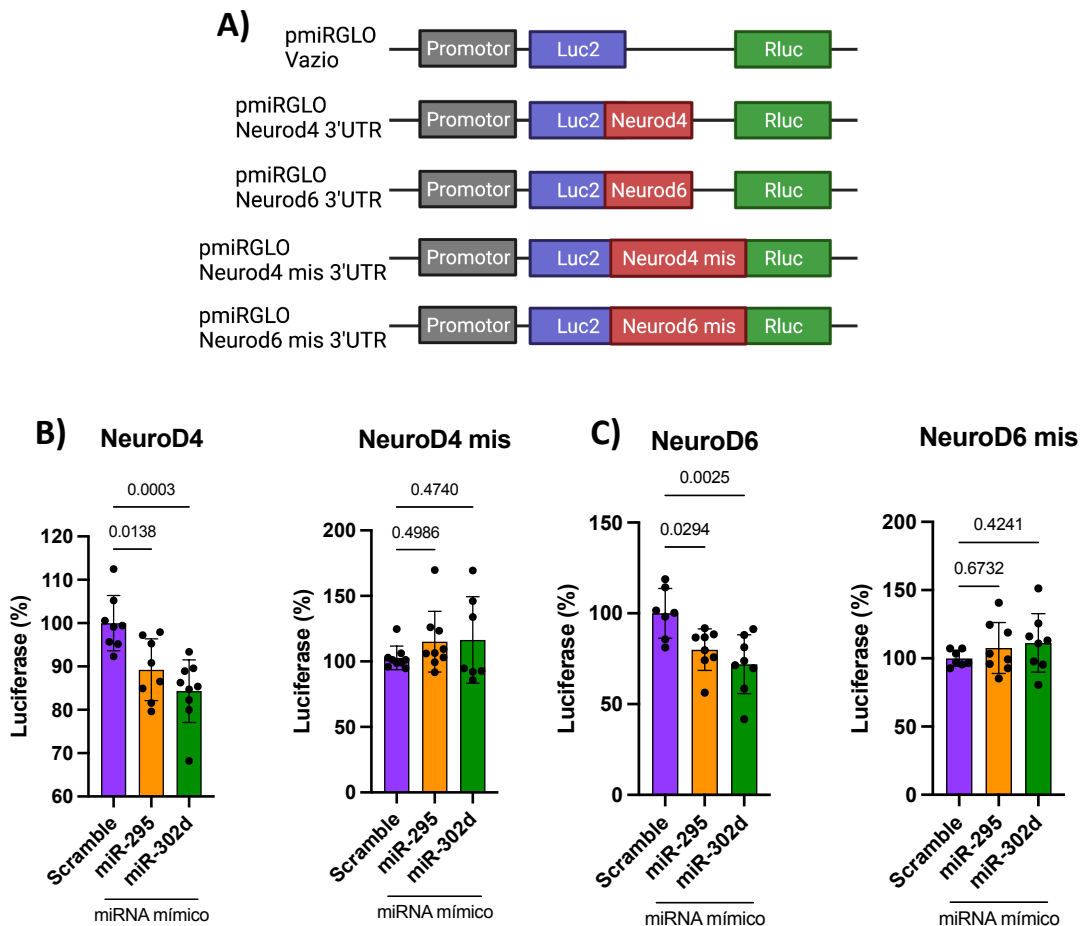 A)
pmiRGLO
Vazio
Promotor
Luc2
Rluc
pmiRGLO
Neurod4 3'UTR
Promotor
Luc2
Neurod4
Rluc
pmiRGLO
Neurod6 3'UTR
Promotor
Luc2
Neurod6
Rluc
pmiRGLO
Neurod4 mis 3'UTR
Promotor
Luc2
Neurod4 mis
Rluc
pmiRGLO
Neurod6 mis 3'UTR
Promotor
Luc2
Neurod6 mis
Rluc
B)
NeuroD4
0.0003
0.0138
Luciferase (%)
120
110
100
90
80
70
60
Scramble
miR-295
miR-302d
miRNA mímico
NeuroD4 mis
0.4740
0.4986
Luciferase (%)
200
150
100
50
0
Scramble
miR-295
miR-302d
miRNA mímico
C)
NeuroD6
0.0025
0.0294
Luciferase (%)
150
100
50
0
Scramble
miR-295
miR-302d
miRNA mímico
NeuroD6 mis
0.4241
0.6732
Luciferase (%)
200
150
100
50
0
Scramble
miR-295
miR-302d
miRNA mímico